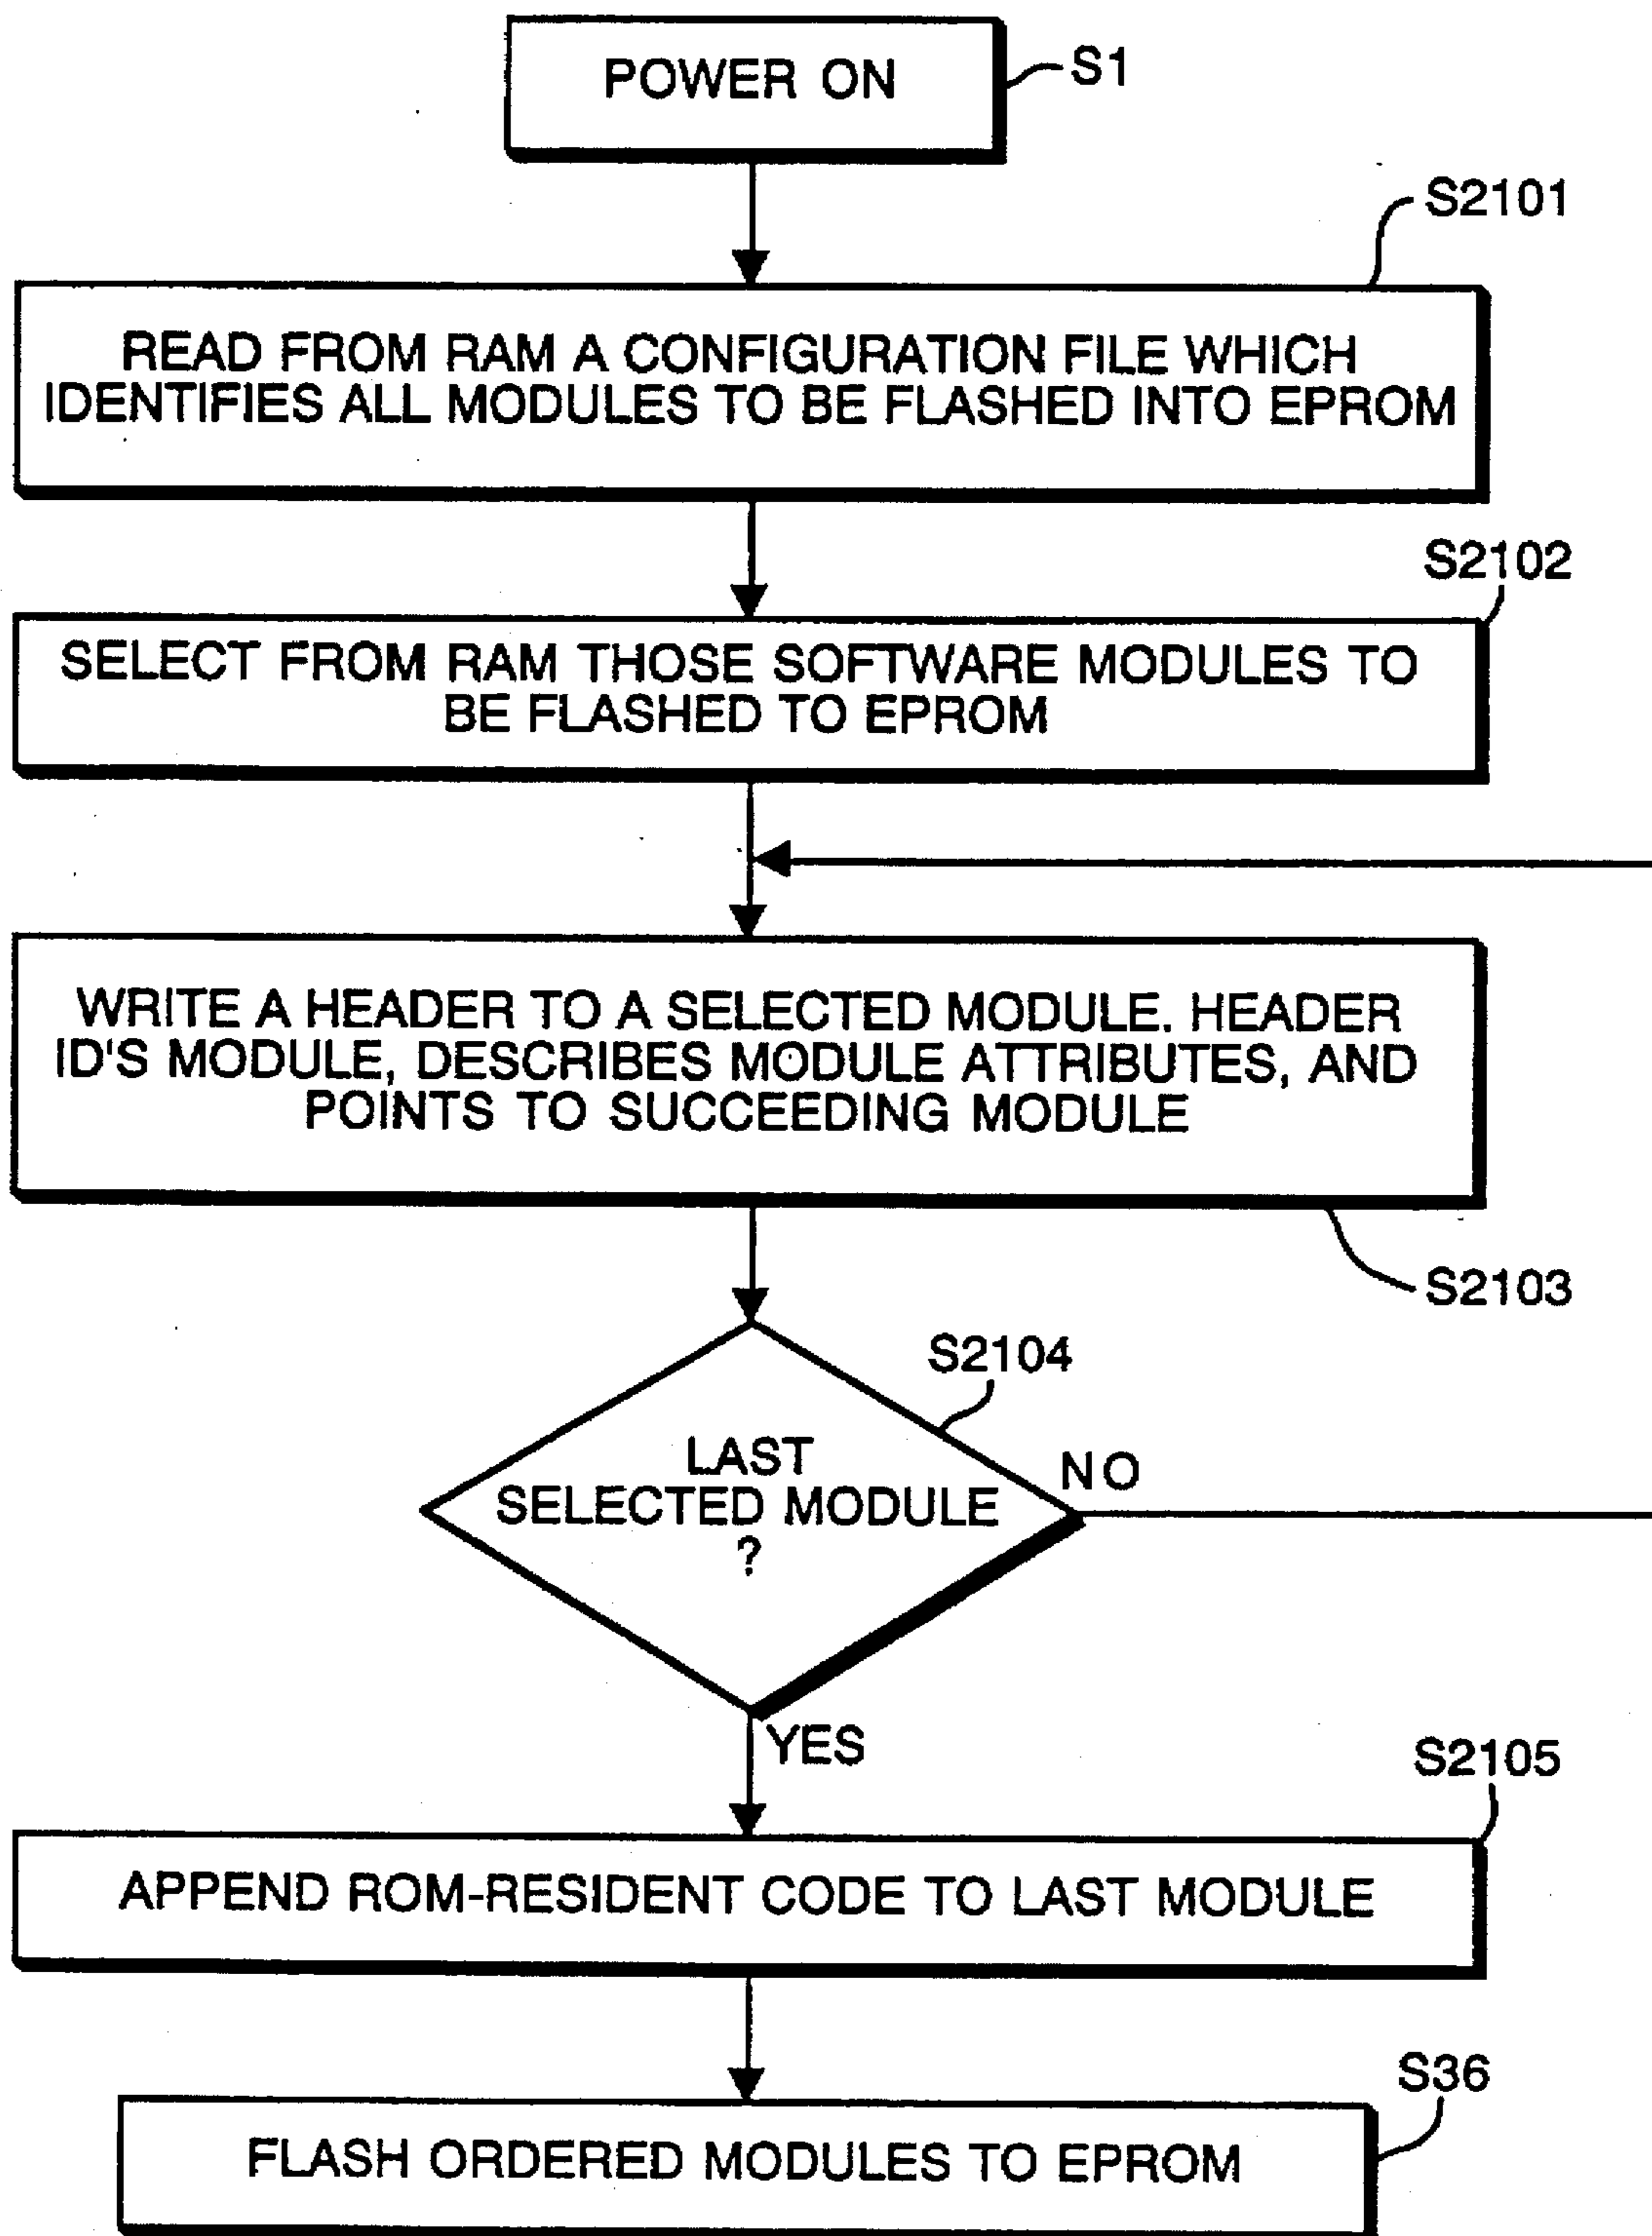 POWER ON
S1
S2101
READ FROM RAM A CONFIGURATION FILE WHICH
IDENTIFIES ALL MODULES TO BE FLASHED INTO EPROM
S2102
SELECT FROM RAM THOSE SOFTWARE MODULES TO
BE FLASHED TO EPROM
WRITE A HEADER TO A SELECTED MODULE. HEADER
ID'S MODULE, DESCRIBES MODULE ATTRIBUTES, AND
POINTS TO SUCCEEDING MODULE
S2103
S2104
LAST
SELECTED MODULE
?
NO
YES
S2105
APPEND ROM-RESIDENT CODE TO LAST MODULE
S36
FLASH ORDERED MODULES TO EPROM